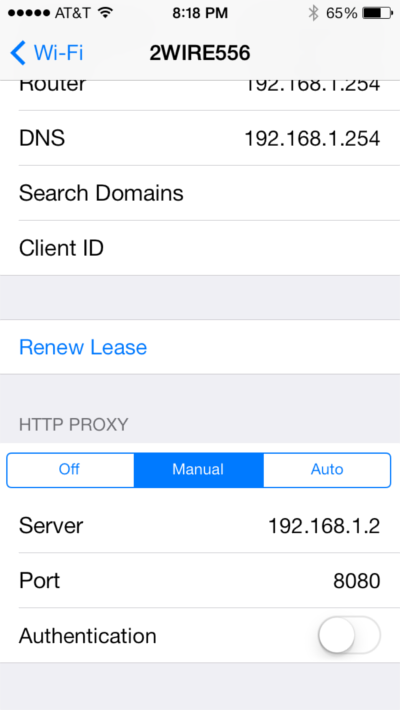 AT&T 8:18 PM 65%
Wi-Fi 2WIRE556
Router 192.168.1.254
DNS 192.168.1.254
Search Domains
Client ID
Renew Lease
HTTP PROXY
Off Manual Auto
Server 192.168.1.2
Port 8080
Authentication